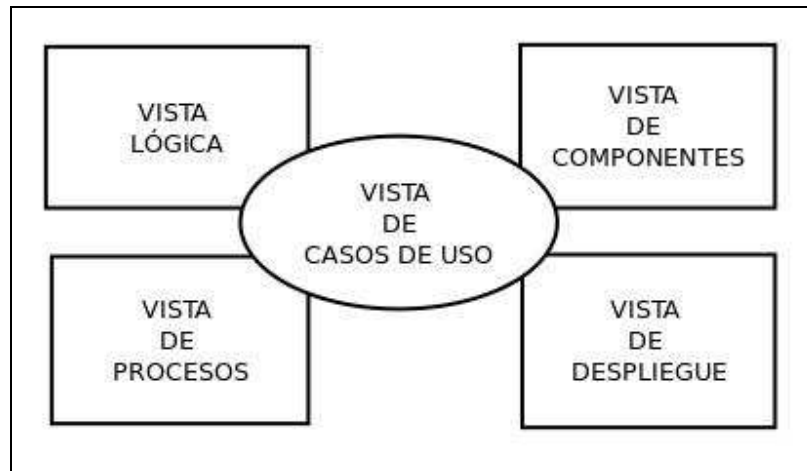 VISTA
LÓGICA
VISTA
DE
COMPONENTES
VISTA
DE
CASOS DE USO
VISTA
DE
PROCESOS
VISTA
DE
DESPLIEGUE